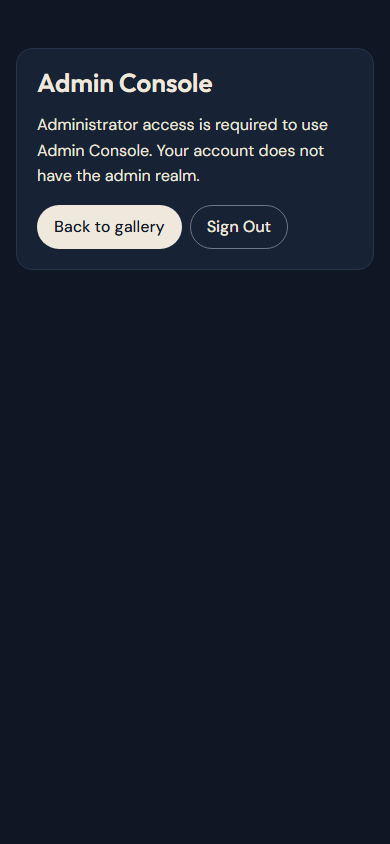 Admin Console
Administrator access is required to use
Admin Console. Your account does not
have the admin realm.
Back to gallery
Sign Out